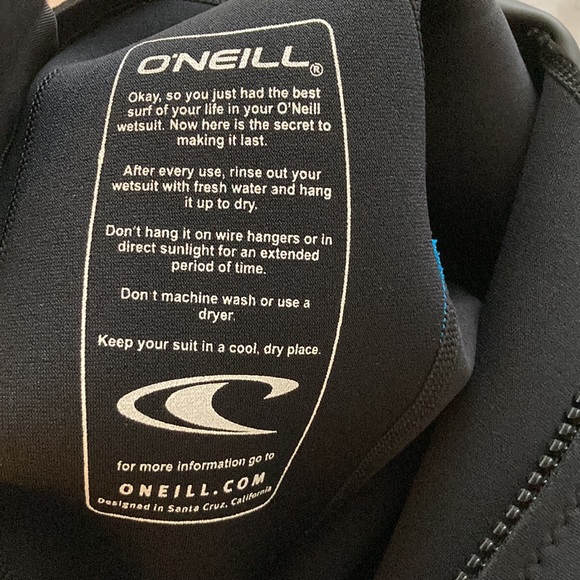 O'NEILL®
Okay, so you just had the best
surf of your life in your O'Neill
wetsuit. Now here is the secret to
making it last.
After every use, rinse out your
wetsuit with fresh water and hang
it up to dry.
Don't hang it on wire hangers or in
direct sunlight for an extended
period of time.
Don't machine wash or use a
dryer.
Keep your suit in a cool, dry place.
for more information go to
ONEILL.COM
Designed in Santa Cruz, California